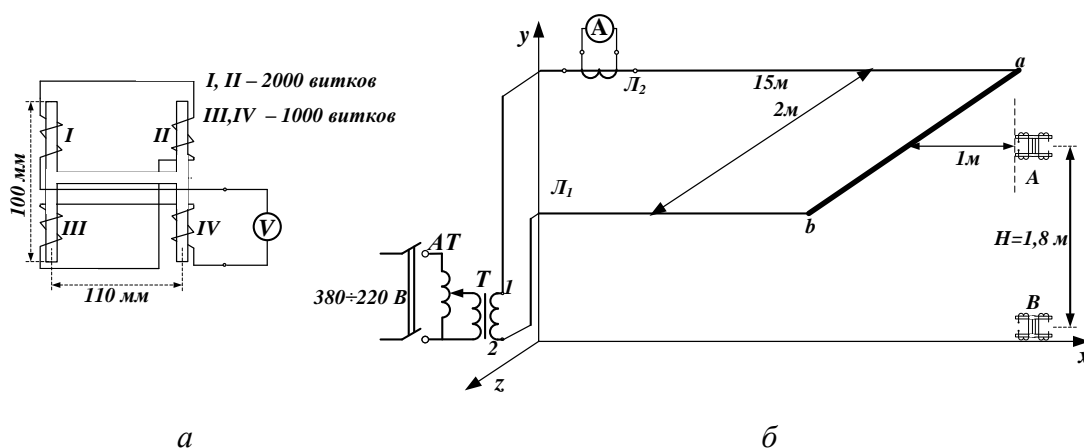 I, II – 2000 витков
III,IV – 1000 витков
I
II
III
IV
V
100 мм
110 мм
а
y
A
Л₂
15м
2м
a
1м
A
Л₁
b
H=1,8 м
AT
T
1
380÷220 В
2
B
z
x
б